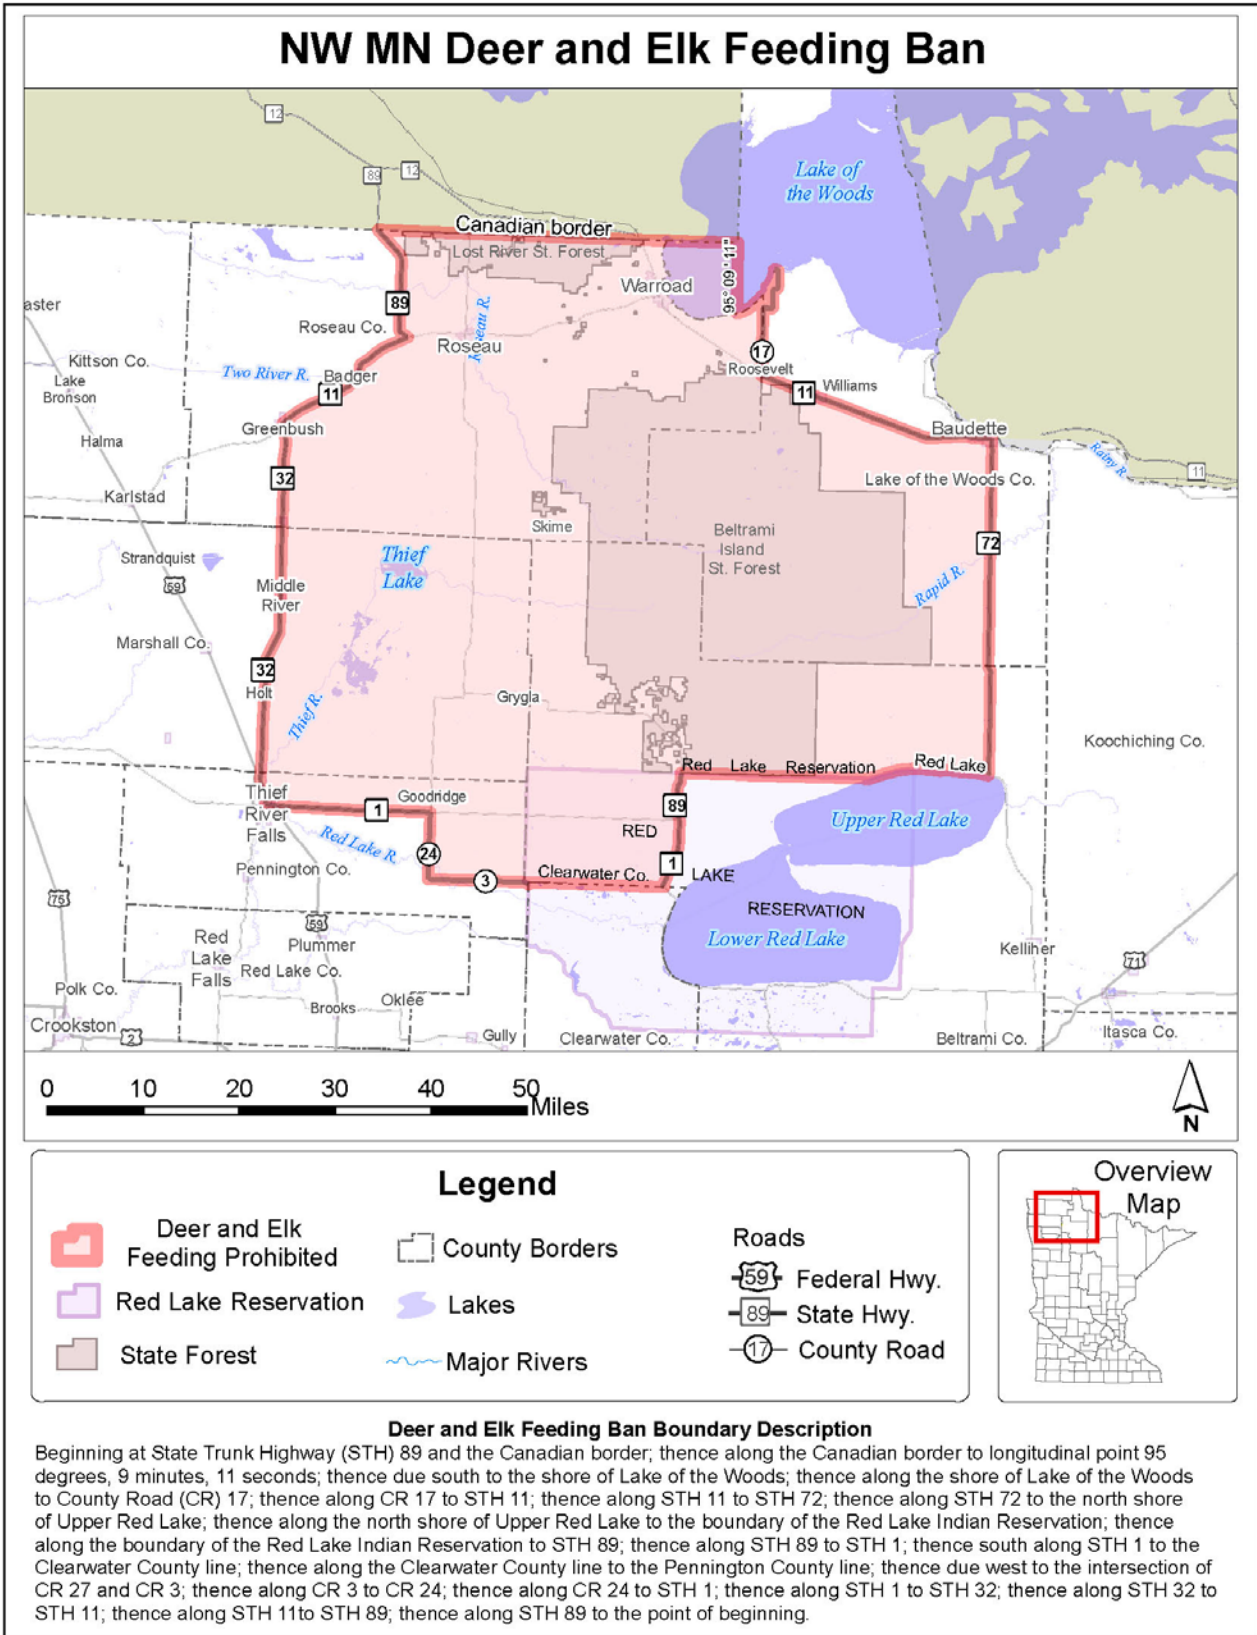 NW MN Deer and Elk Feeding Ban
12
89
12
Lake of
the Woods
Canadian border
Lost River St. Forest
95° 09 ' 11"
Warroad
aster
89
Roseau Co.
Roseau R.
Roseau
17
Roosevelt
Kittson Co.
Two River R.
Badger
Lake
Bronson
11
11
Williams
Halma
Greenbush
Baudette
Rainy R.
11
32
Lake of the Woods Co.
Karlstad
Skime
Beltrami
Island
St. Forest
72
Strandquist
Thief
Lake
59
Middle
River
Rapid R.
Marshall Co.
32
Holt
Thief R.
Grygla
Koochiching Co.
Red Lake Reservation
Red Lake
Thief
River
Falls
Goodridge
1
89
RED
Upper Red Lake
Red Lake R.
24
Pennington Co.
3
Clearwater Co.
1
LAKE
75
59
RESERVATION
Red
Lake
Falls
Plummer
Lower Red Lake
Kelliher
71
Red Lake Co.
Polk Co.
Brooks
Oklee
Crookston
2
Gully
Clearwater Co.
Beltrami Co.
Itasca Co.
0 10 20 30 40 50
Miles
N
Legend
Deer and Elk
Feeding Prohibited
Red Lake Reservation
State Forest
County Borders
Lakes
Major Rivers
Roads
59 Federal Hwy.
89 State Hwy.
17 County Road
Overview
Map
Deer and Elk Feeding Ban Boundary Description
Beginning at State Trunk Highway (STH) 89 and the Canadian border; thence along the Canadian border to longitudinal point 95
degrees, 9 minutes, 11 seconds; thence due south to the shore of Lake of the Woods; thence along the shore of Lake of the Woods
to County Road (CR) 17; thence along CR 17 to STH 11; thence along STH 11 to STH 72; thence along STH 72 to the north shore
of Upper Red Lake; thence along the north shore of Upper Red Lake to the boundary of the Red Lake Indian Reservation; thence
along the boundary of the Red Lake Indian Reservation to STH 89; thence along STH 89 to STH 1; thence south along STH 1 to the
Clearwater County line; thence along the Clearwater County line to the Pennington County line; thence due west to the intersection of
CR 27 and CR 3; thence along CR 3 to CR 24; thence along CR 24 to STH 1; thence along STH 1 to STH 32; thence along STH 32 to
STH 11; thence along STH 11to STH 89; thence along STH 89 to the point of beginning.